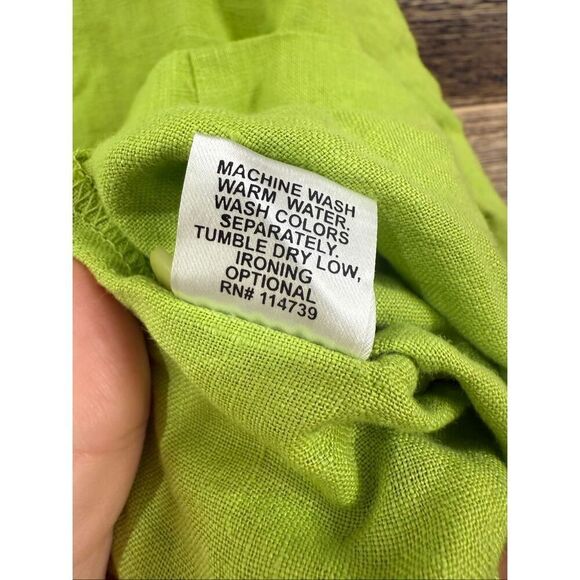 MACHINE WASH
WARM WATER.
WASH COLORS
SEPARATELY.
TUMBLE DRY LOW,
IRONING
OPTIONAL
RN# 114739